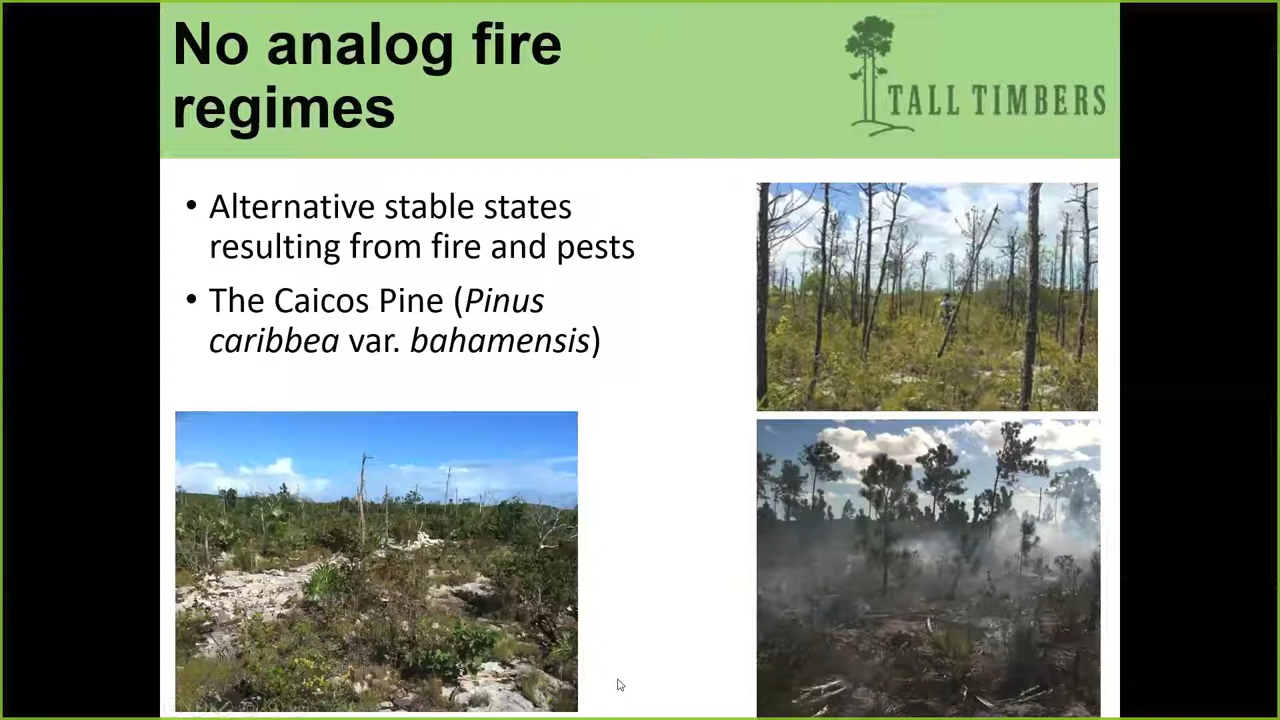 No analog fire
regimes
TALL TIMBERS
• Alternative stable states
resulting from fire and pests
• The Caicos Pine (Pinus
caribbea var. bahamensis)